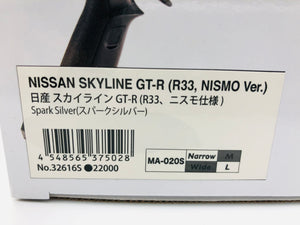 NISSAN SKYLINE GT-R (R33, NISMO Ver.)
日産 スカイライン GT-R (R33、ニスモ仕様)
Spark Silver(スパークシルバー)
4 548565 375028
No.32616S ●22000
MA-020S
Narrow M
Wide L